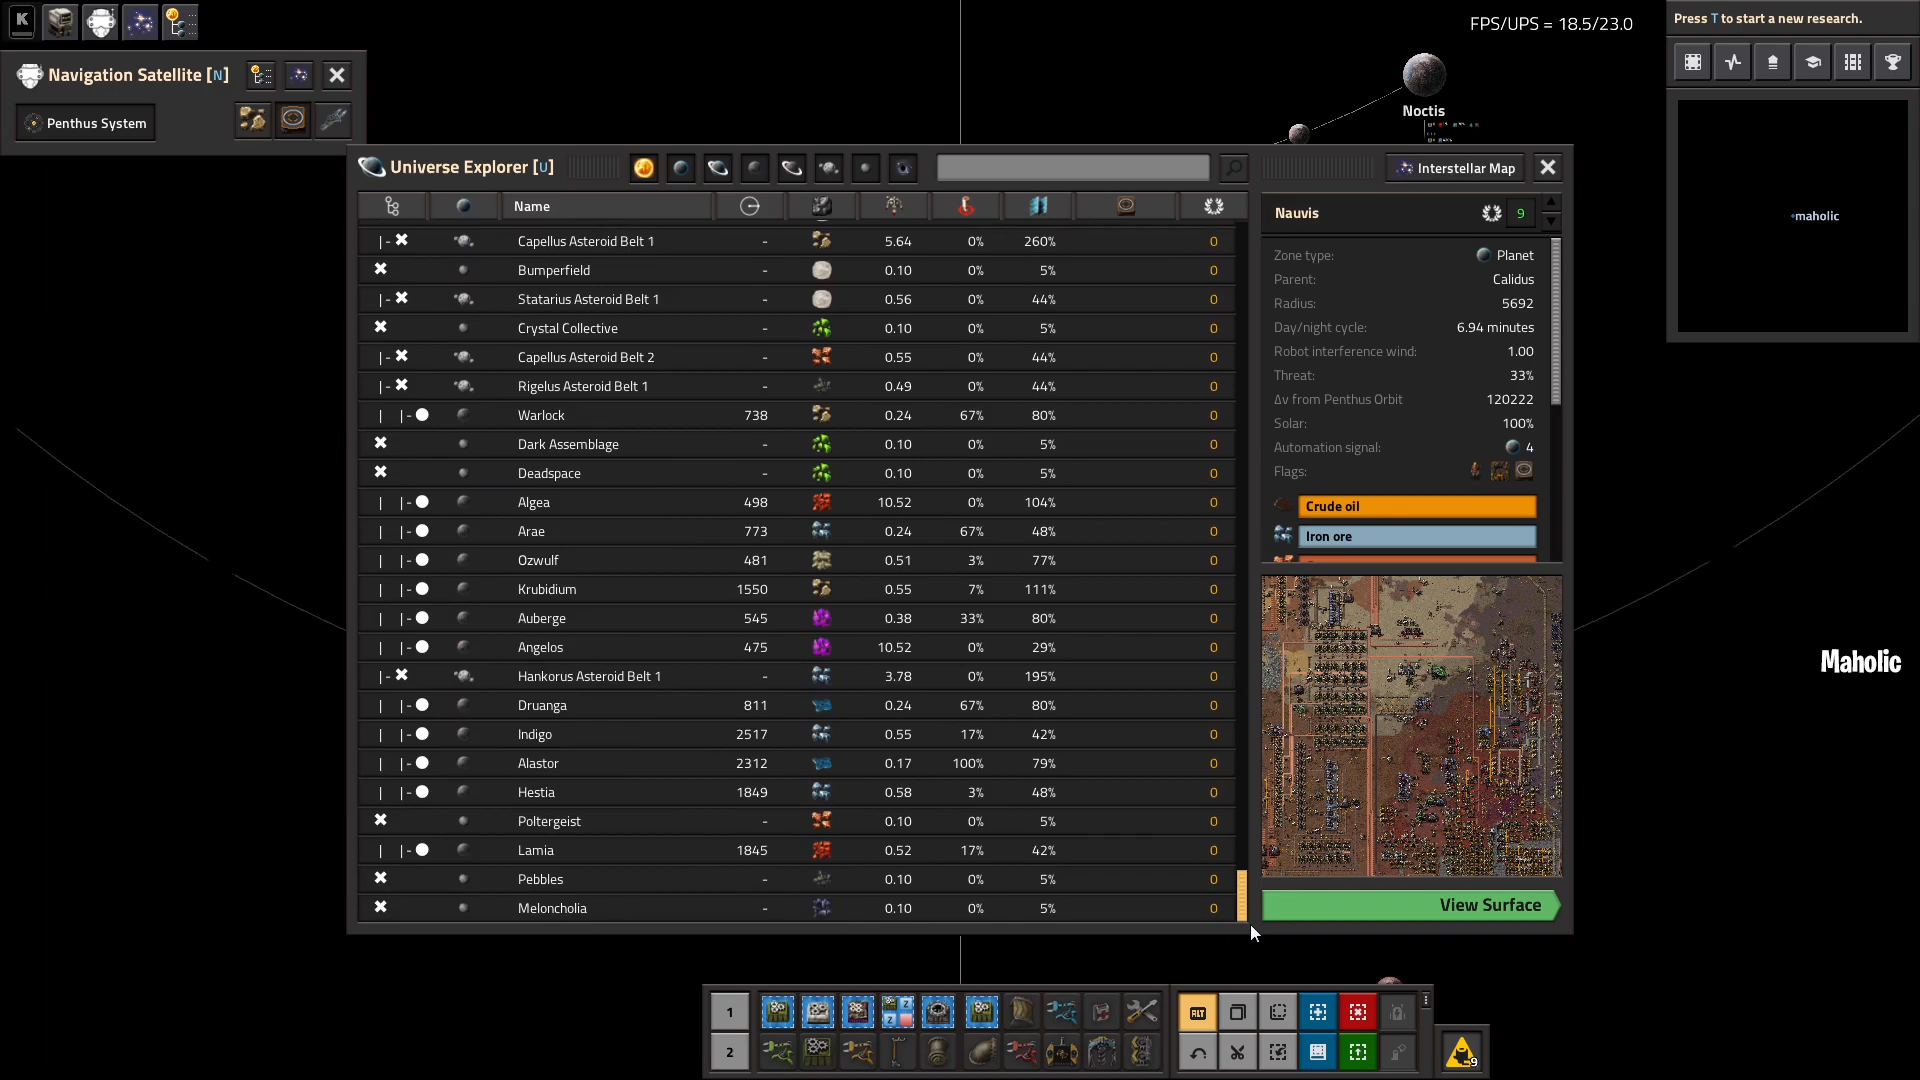 K
FPS/UPS = 18.5/23.0
Press T to start a new research.
Navigation Satellite [N]
Penthus System
Noctis
maholic
Universe Explorer [U]
Interstellar Map
Name
Capellus Asteroid Belt 1 - 5.64 0% 260% 0
Bumperfield - 0.10 0% 5% 0
Statarius Asteroid Belt 1 - 0.56 0% 44% 0
Crystal Collective - 0.10 0% 5% 0
Capellus Asteroid Belt 2 - 0.55 0% 44% 0
Rigelus Asteroid Belt 1 - 0.49 0% 44% 0
Warlock 738 0.24 67% 80% 0
Dark Assemblage - 0.10 0% 5% 0
Deadspace - 0.10 0% 5% 0
Algea 498 10.52 0% 104% 0
Arae 773 0.24 67% 48% 0
Ozwulf 481 0.51 3% 77% 0
Krubidium 1550 0.55 7% 111% 0
Auberge 545 0.38 33% 80% 0
Angelos 475 10.52 0% 29% 0
Hankorus Asteroid Belt 1 - 3.78 0% 195% 0
Druanga 811 0.24 67% 80% 0
Indigo 2517 0.55 17% 42% 0
Alastor 2312 0.17 100% 79% 0
Hestia 1849 0.58 3% 48% 0
Poltergeist - 0.10 0% 5% 0
Lamia 1845 0.52 17% 42% 0
Pebbles - 0.10 0% 5% 0
Meloncholia - 0.10 0% 5% 0
Nauvis 9
Zone type: Planet
Parent: Calidus
Radius: 5692
Day/night cycle: 6.94 minutes
Robot interference wind: 1.00
Threat: 33%
Δv from Penthus Orbit 120222
Solar: 100%
Automation signal: 4
Flags:
Crude oil
Iron ore
View Surface
Maholic
1
ALT
2
9